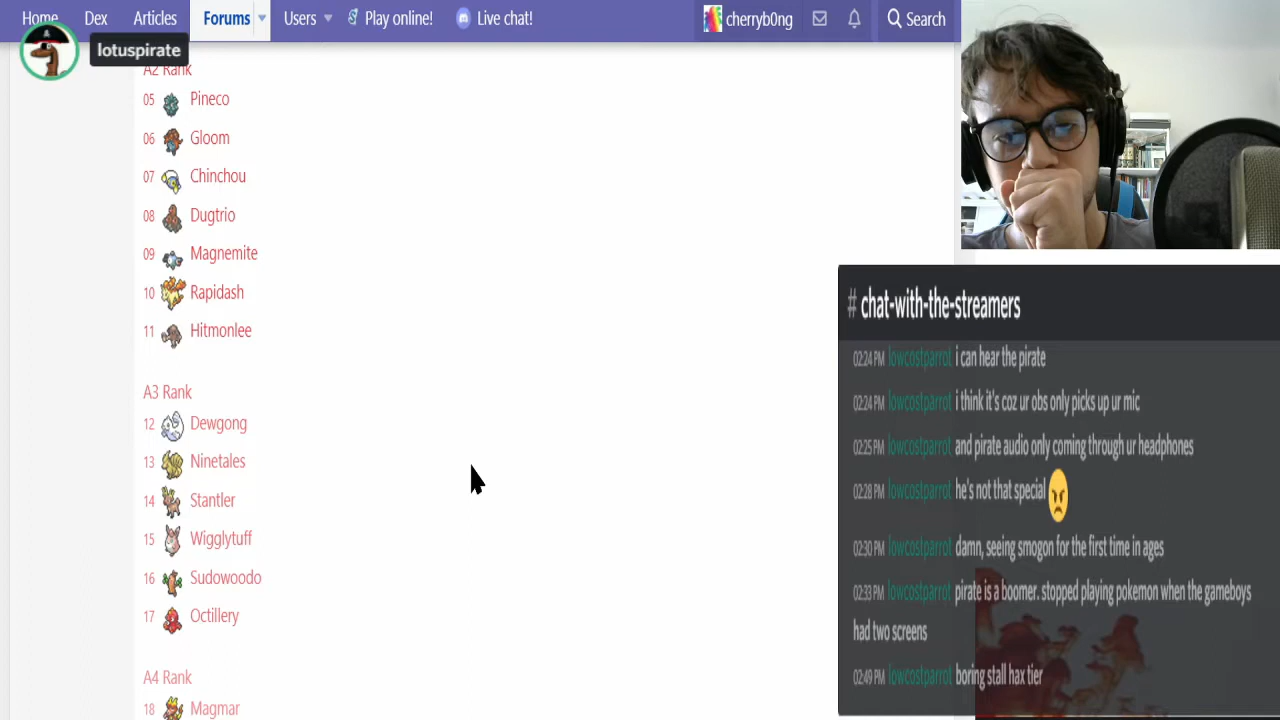 Home Dex Articles Forums Users Play online! Live chat! cherryb0ng Search
lotuspirate
A2 Rank
05 Pineco
06 Gloom
07 Chinchou
08 Dugtrio
09 Magnemite
10 Rapidash
11 Hitmonlee
A3 Rank
12 Dewgong
13 Ninetales
14 Stantler
15 Wigglytuff
16 Sudowoodo
17 Octillery
A4 Rank
18 Magmar
# chat-with-the-streamers
02:24 PM lowcostparrot i can hear the pirate
02:24 PM lowcostparrot i think it's coz ur obs only picks up ur mic
02:25 PM lowcostparrot and pirate audio only coming through ur headphones
02:28 PM lowcostparrot he's not that special 😠
02:30 PM lowcostparrot damn, seeing smogon for the first time in ages
02:33 PM lowcostparrot pirate is a boomer. stopped playing pokemon when the gameboys
had two screens
02:49 PM lowcostparrot boring stall hax tier